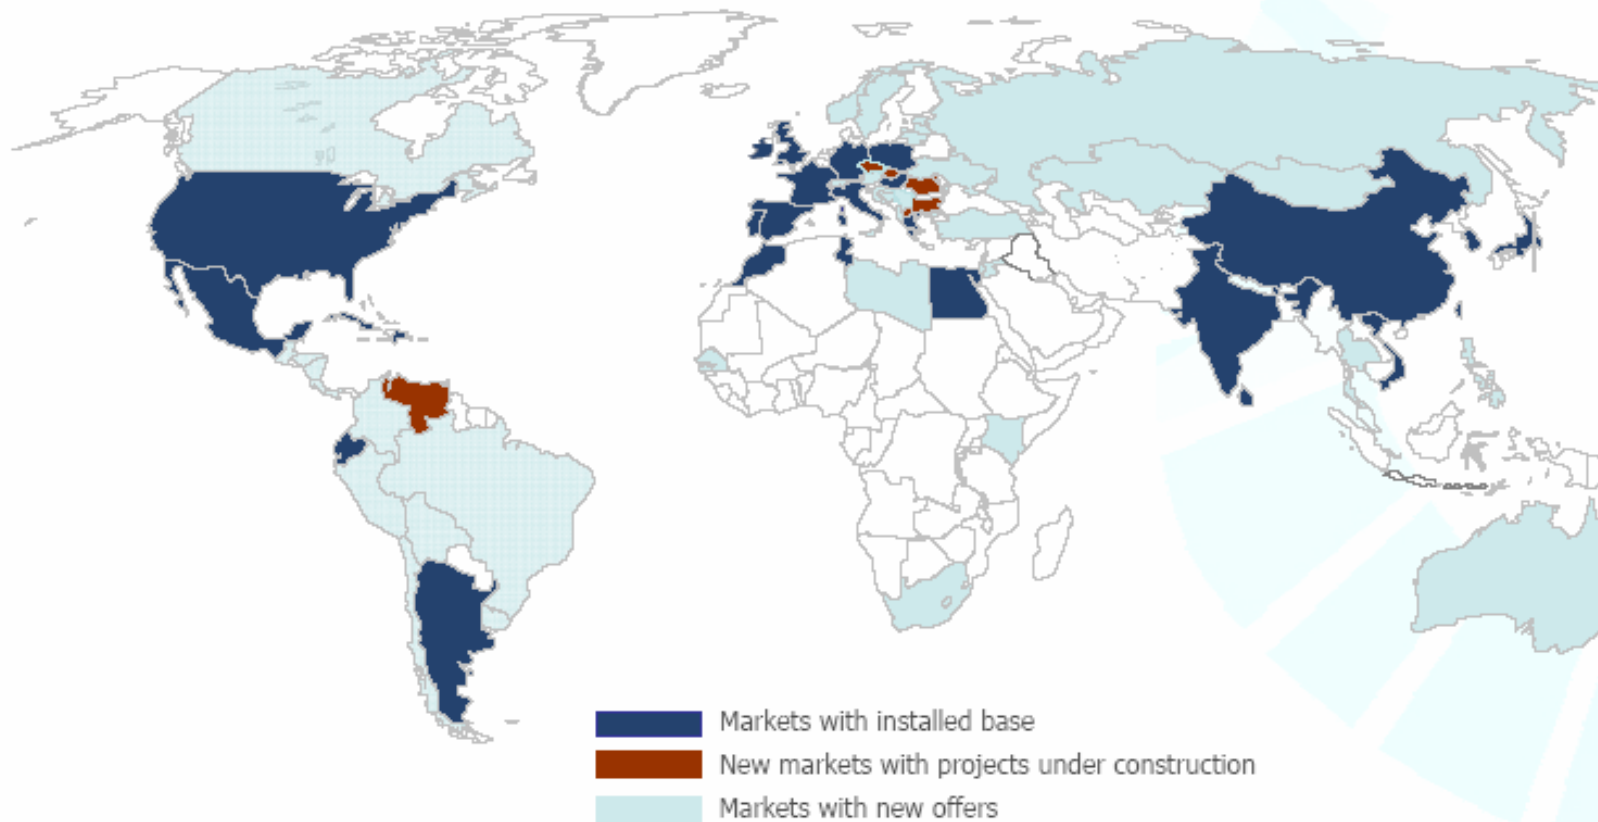 Markets with installed base
New markets with projects under construction
Markets with new offers